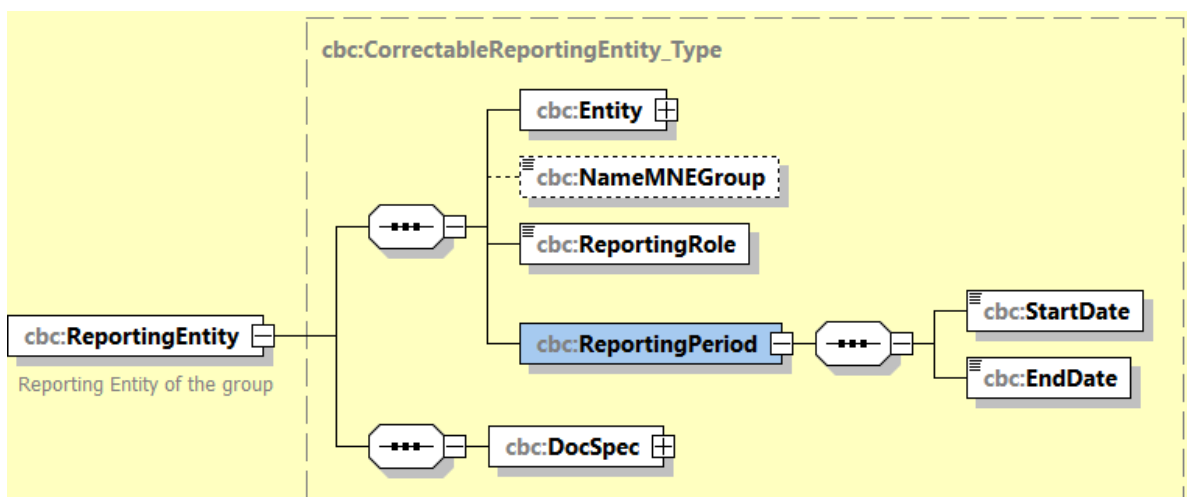 cbc:CorrectableReportingEntity_Type
cbc:Entity
cbc:NameMNEGroup
cbc:ReportingRole
cbc:ReportingPeriod
cbc:StartDate
cbc:EndDate
cbc:ReportingEntity
Reporting Entity of the group
cbc:DocSpec